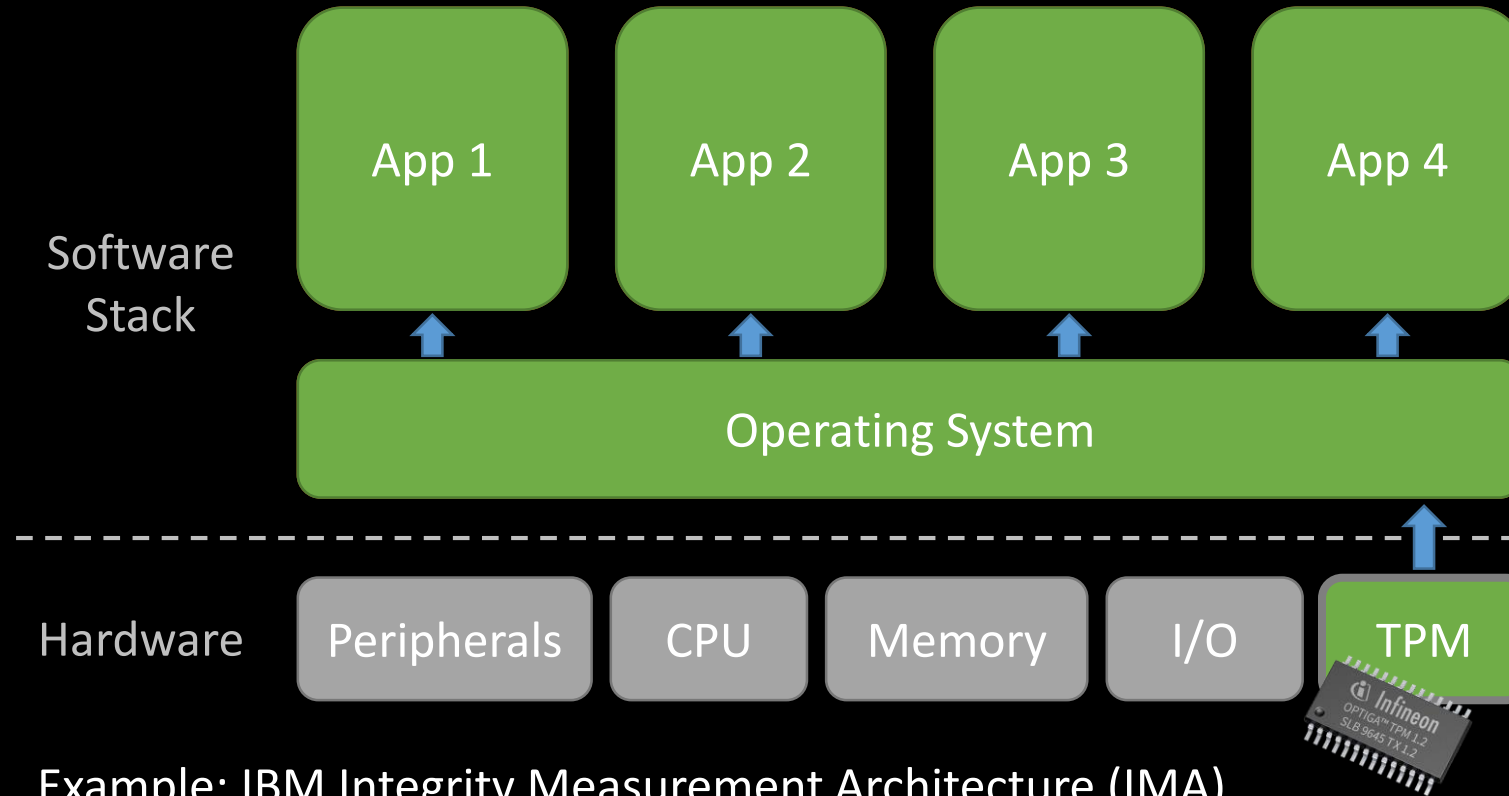 App 1
App 2
App 3
App 4
Software
Stack
Operating System
Hardware
Peripherals
CPU
Memory
I/O
TPM
Infineon
OPTIGA™ TPM 1.2
SLB 9645 TX 1.2
Example: IBM Integrity Measurement Architecture (IMA)